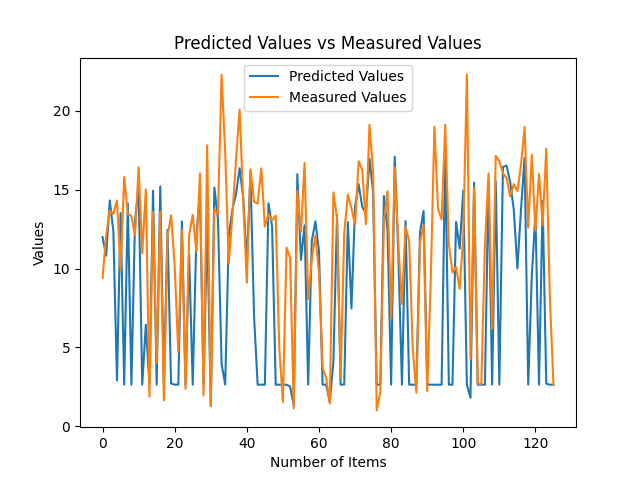 Predicted Values vs Measured Values
Predicted Values
Measured Values
Values
20
15
10
5
0
0 20 40 60 80 100 120
Number of Items